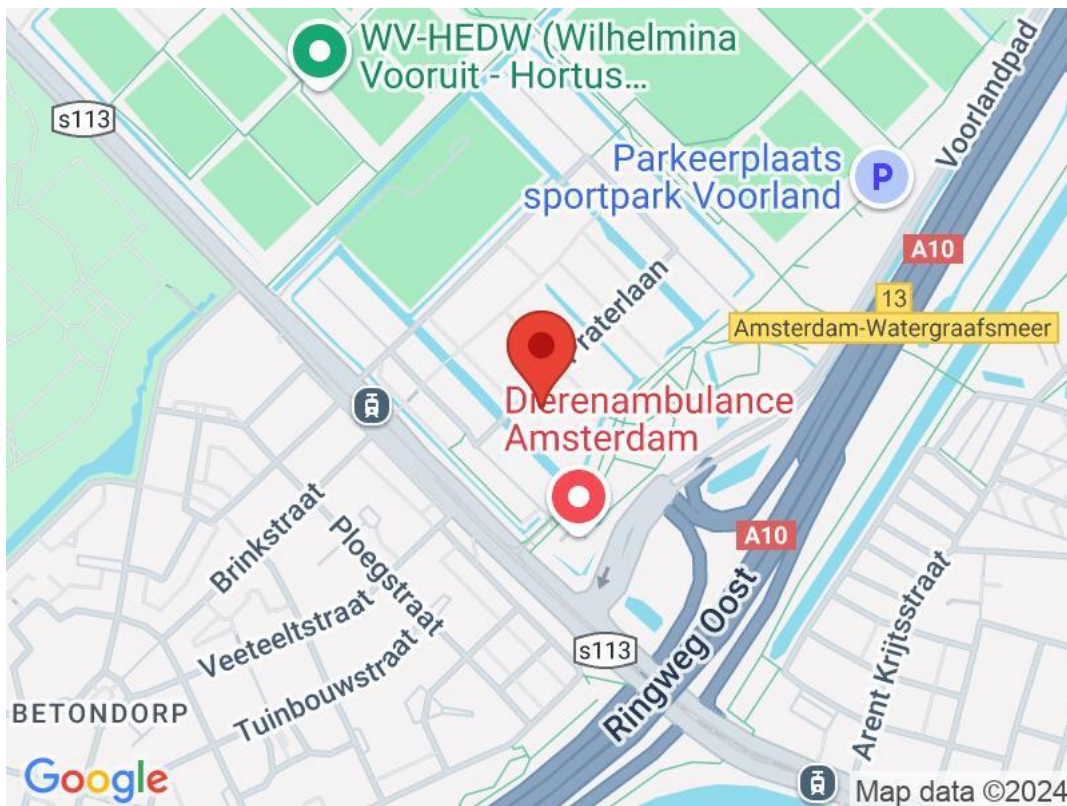 WV-HEDW (Wilhelmina
Vooruit - Hortus...
s113
Voorlandpad
Parkeerplaats
sportpark Voorland
P
A10
13
Amsterdam-Watergraafsmeer
Praterlaan
Dierenambulance
Amsterdam
A10
Brinkstraat
Ploegstraat
Veeteeltstraat
Tuinbouwstraat
s113
Ringweg Oost
Arent Krijtsstraat
BETONDORP
Google
Map data ©2024